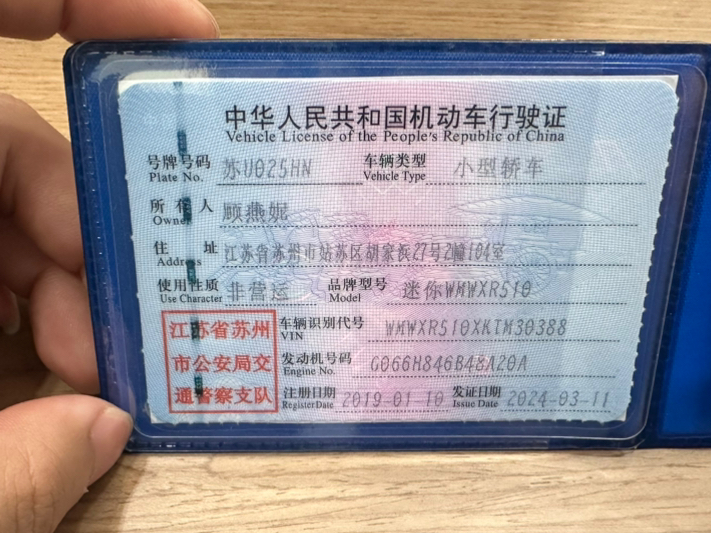 中华人民共和国机动车行驶证
Vehicle License of the People's Republic of China
号牌号码 苏U025HN 车辆类型 小型轿车
Plate No. Vehicle Type
所有人 顾燕妮
Owner
住址 江苏省苏州市姑苏区胡家浜27号2幢104室
Address
使用性质 非营运 品牌型号 迷你WMWXR510
Use Character Model
江苏省苏州
市公安局交
通警察支队
车辆识别代号 WMWXR510XKTM30388
VIN
发动机号码 G066H846B48A20A
Engine No.
注册日期 2019-01-10 发证日期 2024-03-11
Register Date Issue Date